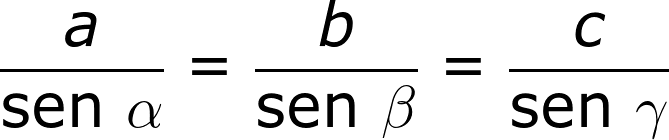 a/sen α = b/sen β = c/sen γ